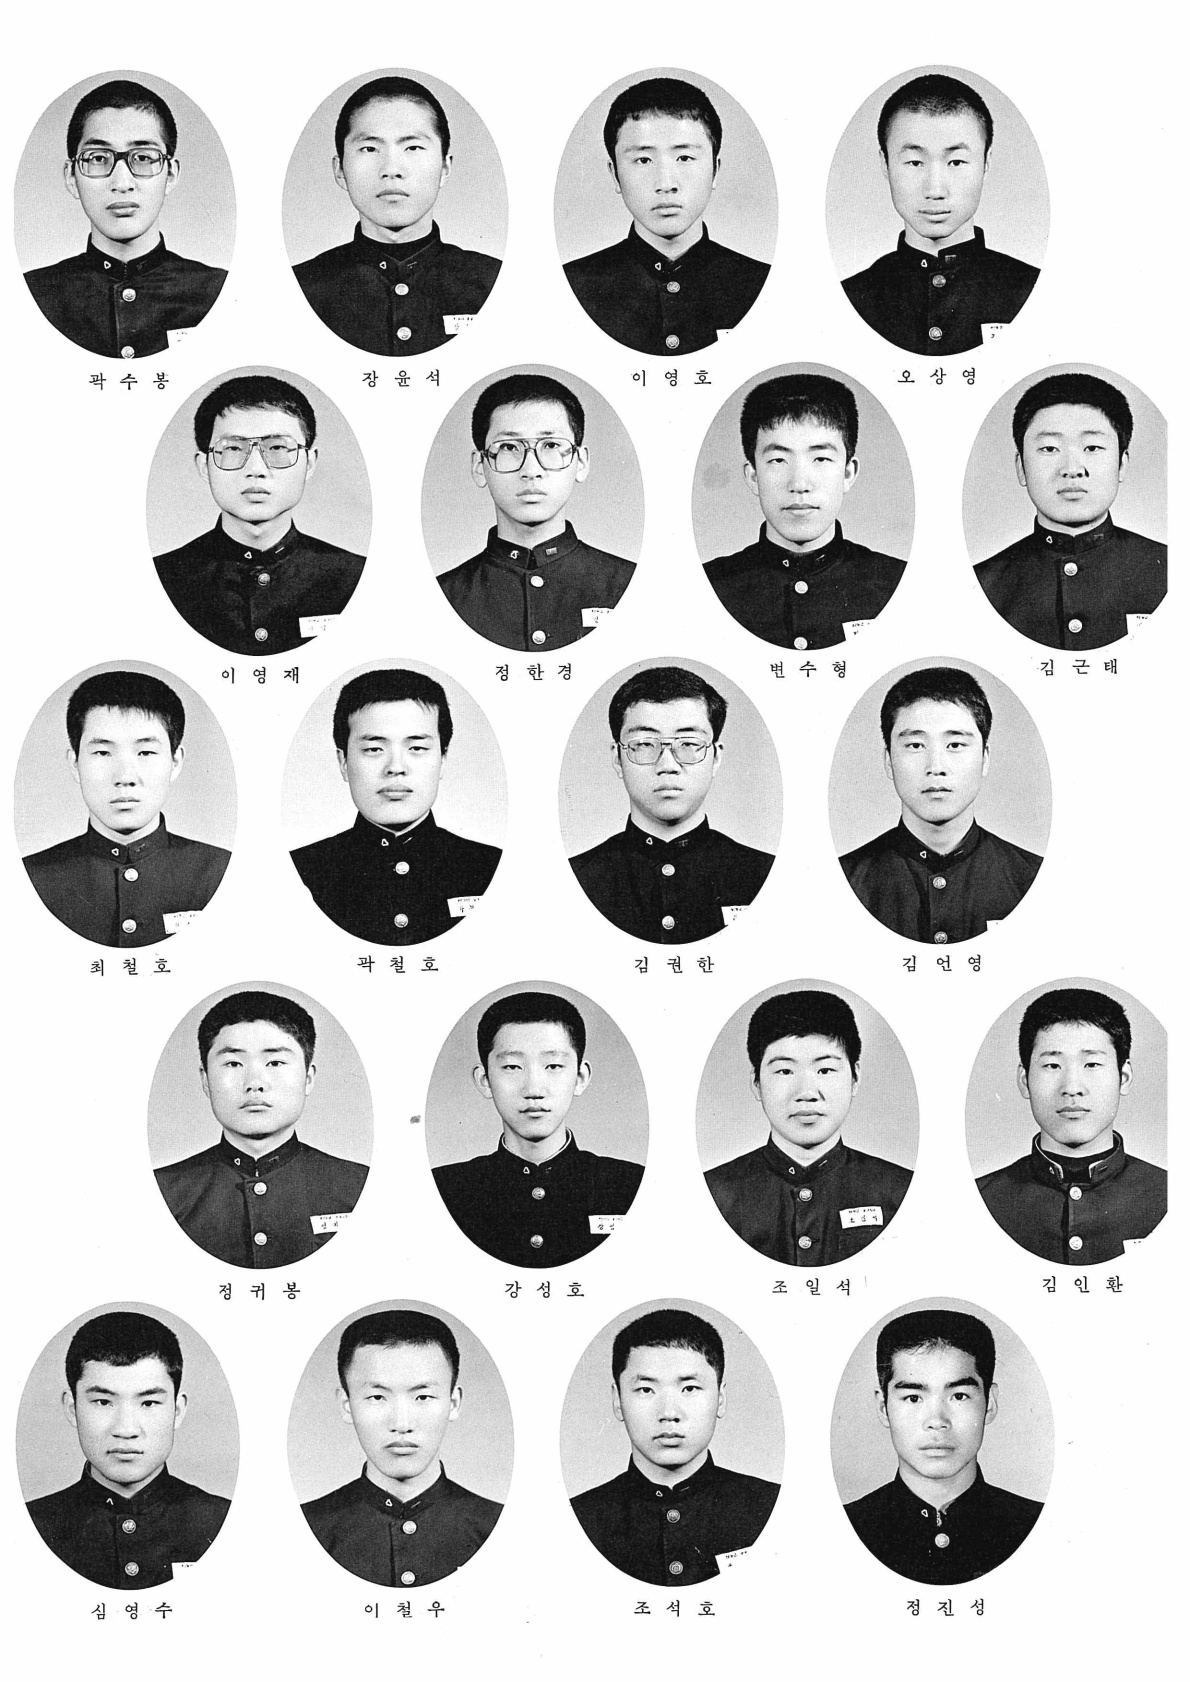 곽수봉 장윤석 이영호 오상영
이영재 정한경 변수형 김근태
최철호 곽철호 김권한 김언영
정귀봉 강성호 조일석 김인환
심영수 이철우 조석호 정진성